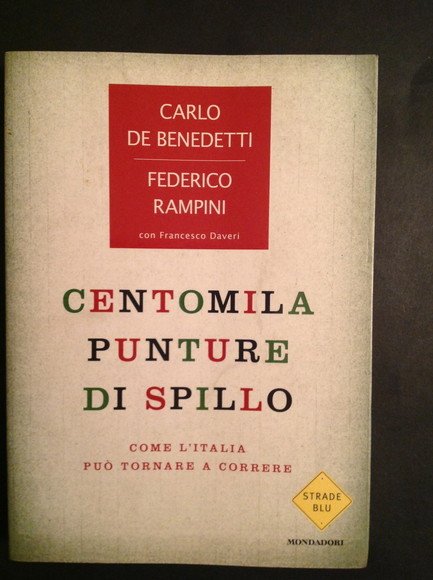 CARLO
DE BENEDETTI
FEDERICO
RAMPINI
con Francesco Daveri
CENTOMILA
PUNTURE
DI SPILLO
COME L'ITALIA
PUÒ TORNARE A CORRERE
STRADE
BLU
MONDADORI